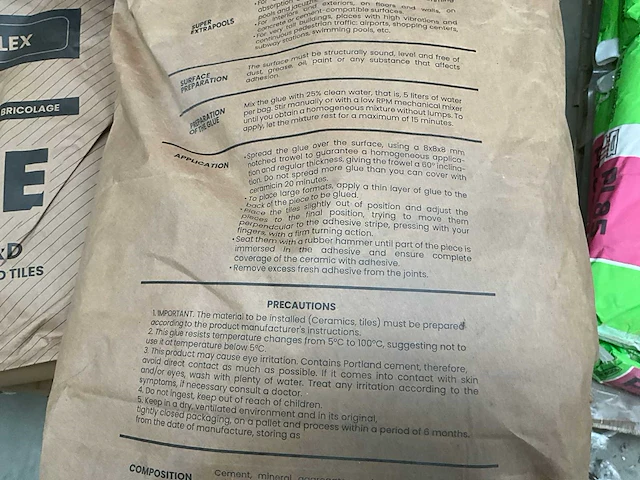 •For
absorption
pools and jacuzzi exteriors, on floors and walls, on
•For interiors cement-compatible surfaces.
concrete or buildings, places with high vibrations and
continuous pedestrian traffic: airports, shopping centers,
subway stations, swimming pools, etc.
SUPER
EXTRAPOOLS
SURFACE
PREPARATION
The surface must be structurally sound, level and free of
dust, grease, oil, paint or any substance that affects
adhesion.
PREPARATION
OF THE GLUE
Mix the glue with 25% clean water, that is, 5 liters of water
per bag. Stir manually or with a low RPM mechanical mixer
until you obtain a homogeneous mixture without lumps. To
apply, let the mixture rest for a maximum of 15 minutes.
APPLICATION
•Spread the glue over the surface, using a 8x8x8 mm
notched trowel to guarantee a homogeneous applica-
tion and regular thickness, giving the trowel a 60° inclina-
tion. Do not spread more glue than you can cover with
ceramic in 20 minutes.
•To place large formats, apply a thin layer of glue to the
back of the piece to be glued.
•Place the tiles slightly out of position and adjust the
pieces to the final position, trying to move them
perpendcular to the adhesive stripe, pressing with your
fingers, with a firm turning action.
•Seat them with a rubber hammer until part of the piece is
immersed in the adhesive and ensure complete
coverage of the ceramic with adhesive.
•Remove excess fresh adhesive from the joints.
PRECAUTIONS
1. IMPORTANT. The material to be installed (Ceramics, tiles) must be prepared
according to the product manufacturer's instructions.
2. This glue resists temperature changes from 5°C to 100°C, suggesting not to
use it at temperature below 5°C.
3. This product may cause eye irritation. Contains Portland cement, therefore,
avoid direct contact as much as possible. If it comes into contact with skin
and/or eyes, wash with plenty of water. Treat any irritation according to the
symptoms, if necessary consult a doctor.
4. Do not ingest, keep out of reach of children.
5. Keep in a dry, ventilated environment and in its original,
tightly closed packaging, on a pallet and process within a period of 6 months.
from the date of manufacture, storing as
COMPOSITION
Cement, mineral
LEX
BRICOLAGE
E
xD
D TILES